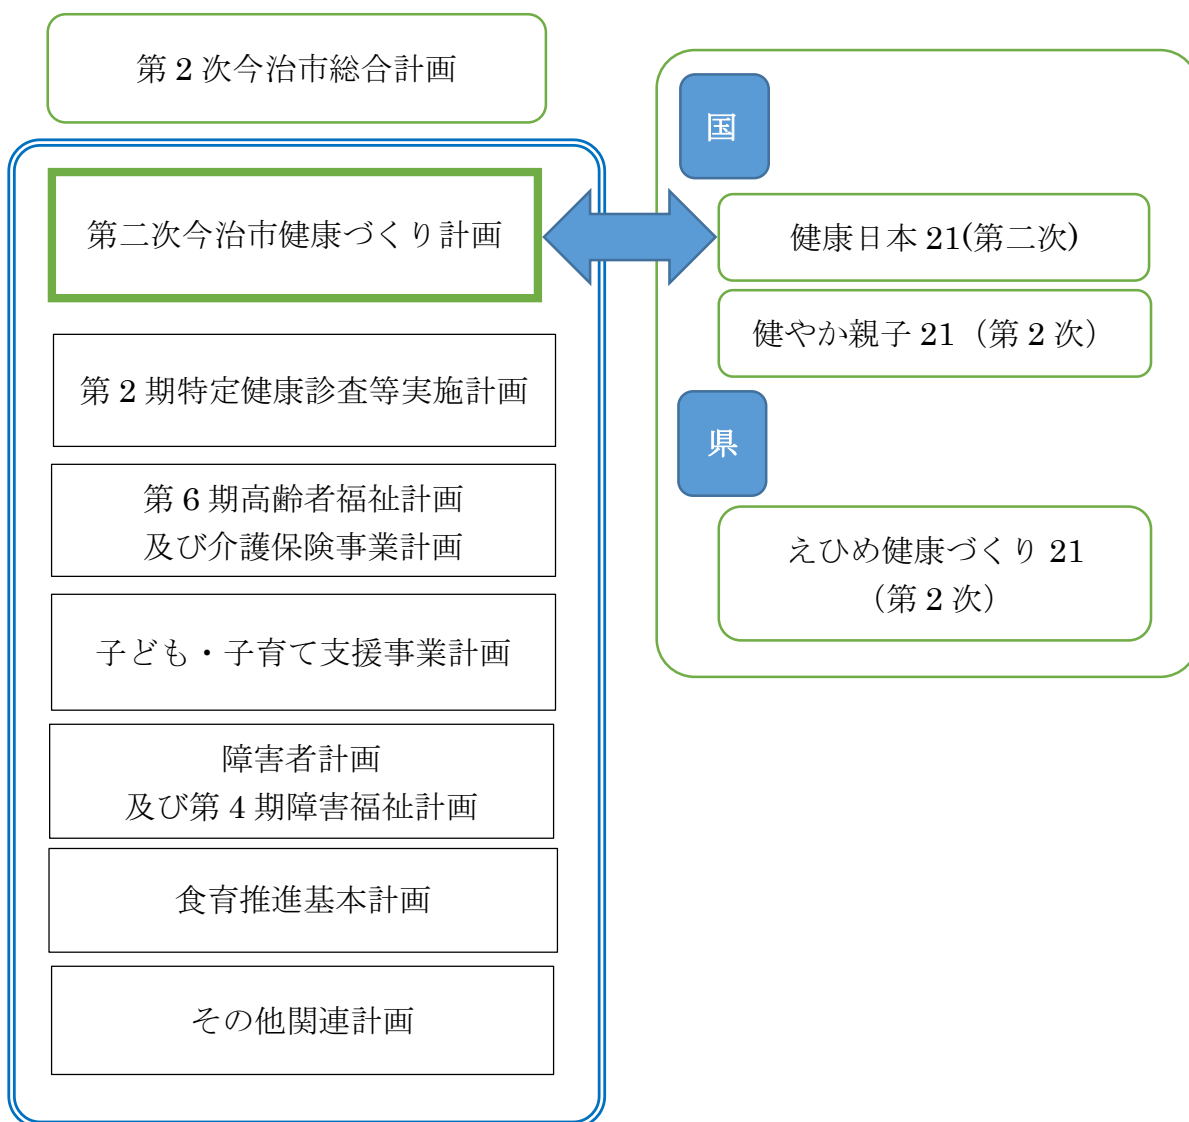 第 2 次今治市総合計画
第二次今治市健康づくり計画
第 2 期特定健康診査等実施計画
第 6 期高齢者福祉計画
及び介護保険事業計画
子ども・子育て支援事業計画
障害者計画
及び第 4 期障害福祉計画
食育推進基本計画
その他関連計画
国
健康日本 21(第二次)
健やか親子 21（第 2 次）
県
えひめ健康づくり 21
（第 2 次）